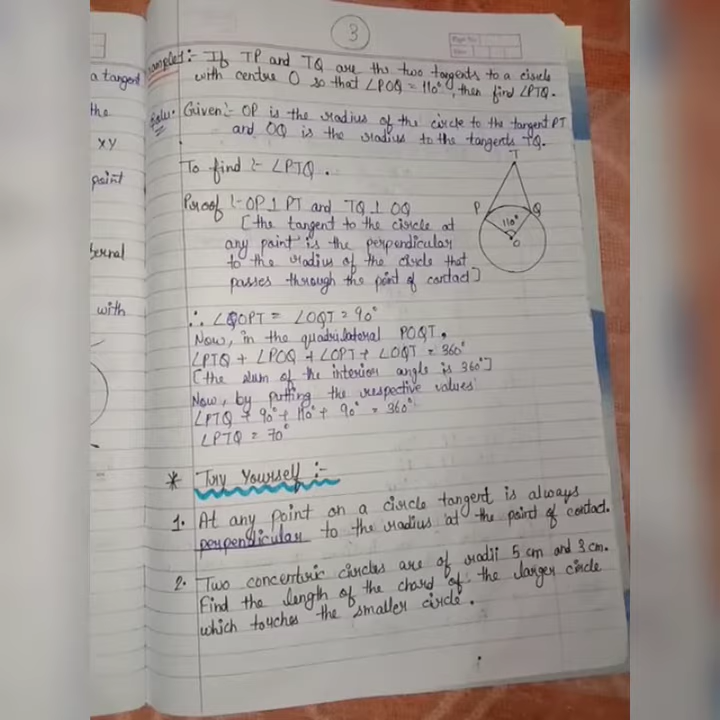 3
a tangent
the
XY
point
with
Example:- If TP and TQ are the two tangents to a circle
with centre O so that ∠POQ = 110°, then find ∠PTQ.
Solu. Given:- OP is the radius of the circle to the tangent PT
and OQ is the radius to the tangents TQ.
To find :- ∠PTQ.
Proof :- OP⊥PT and TQ⊥OQ
[the tangent to the circle at
any point is the perpendicular
to the radius of the circle that
passes through the point of contact]
T
P
Q
110°
O
∴ ∠OPT = ∠OQT = 90°
Now, in the quadrilateral POQT.
∠PTQ + ∠POQ + ∠OPT + ∠OQT = 360°
[the sum of the interior angle is 360°]
Now, by putting the respective values
∠PTQ + 90° + 110° + 90° = 360°
∠PTQ = 70°
* Try Yourself :-
1. At any point on a circle tangent is always
perpendicular to the radius at the point of contact.
2. Two concentric circles are of radii 5 cm and 3 cm.
Find the length of the chord of the larger circle
which touches the smaller circle.